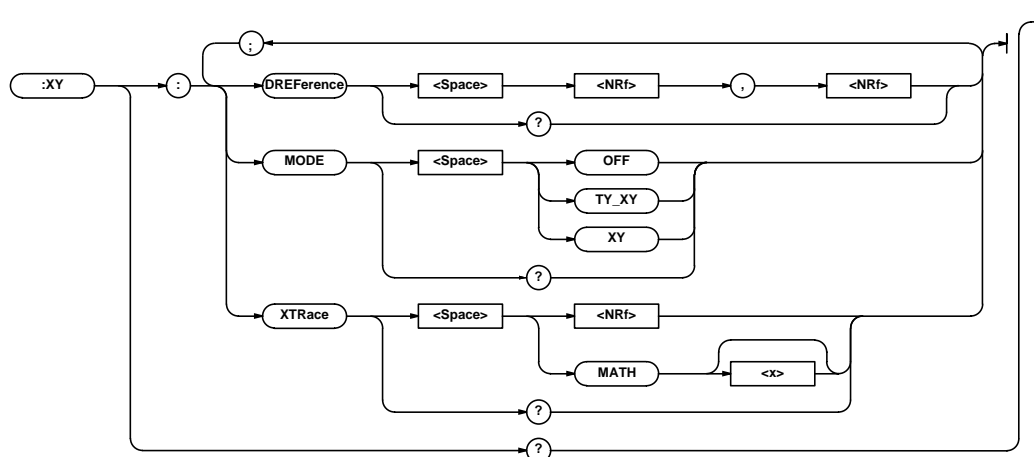 ;
:XY : DREFerence <Space> <NRf> , <NRf>
?
MODE <Space> OFF
TY_XY
XY
?
XTRace <Space> <NRf>
MATH <x>
?
?